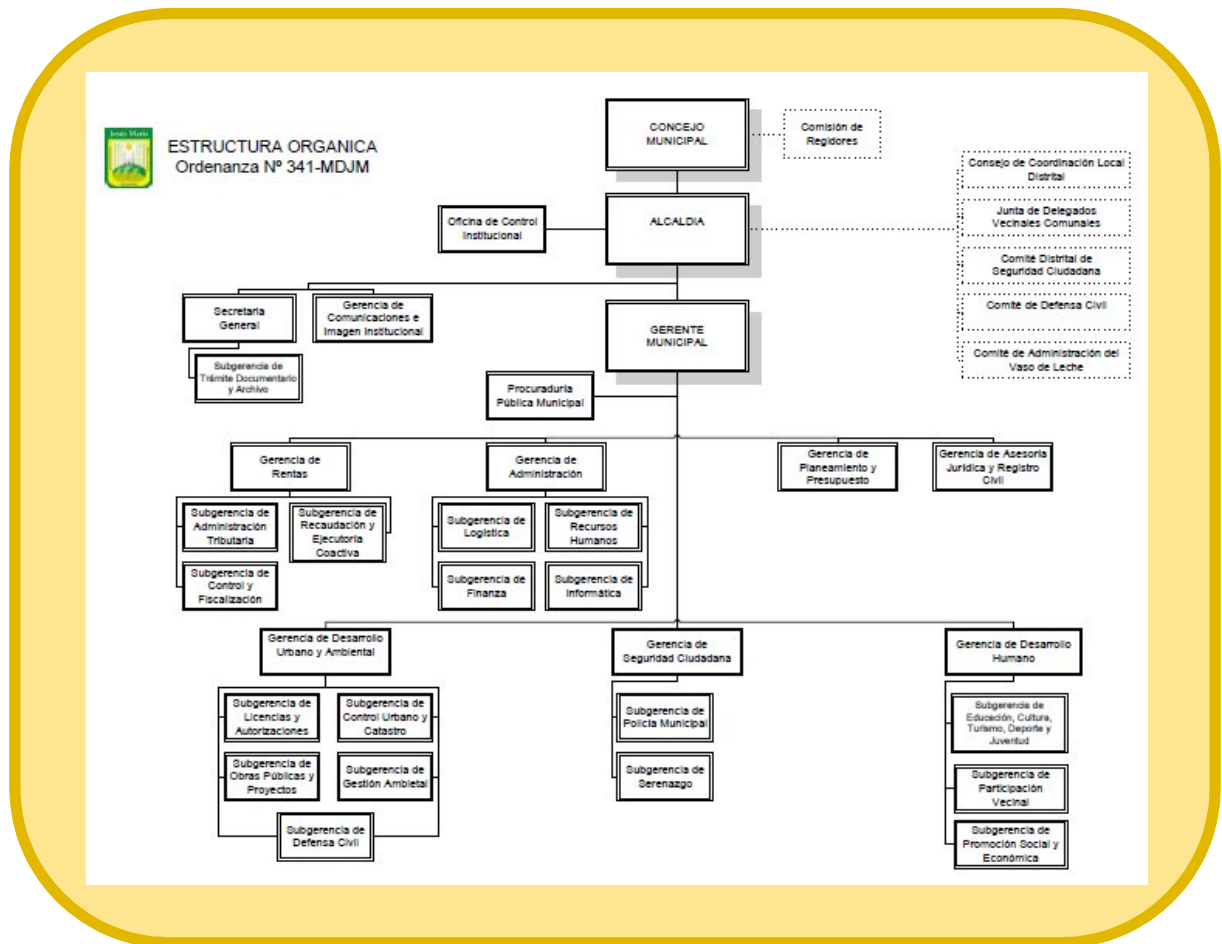 Jesús María
ESTRUCTURA ORGANICA
Ordenanza Nº 341-MDJM
CONCEJO
MUNICIPAL
Comisión de
Regidores
Consejo de Coordinación Local
Distrital
Junta de Delegados
Vecinales Comunales
Comité Distrital de
Seguridad Ciudadana
Comité de Defensa Civil
Comité de Administración del
Vaso de Leche
Oficina de Control
Institucional
ALCALDIA
Secretaria
General
Gerencia de
Comunicaciones e
Imagen Institucional
Subgerencia de
Trámite Documentario
y Archivo
GERENTE
MUNICIPAL
Procuraduría
Pública Municipal
Gerencia de
Rentas
Gerencia de
Administración
Gerencia de
Planeamiento y
Presupuesto
Gerencia de Asesoria
Jurídica y Registro
Civil
Subgerencia de
Administración
Tributaria
Subgerencia de
Recaudación y
Ejecutoria
Coactiva
Subgerencia de
Control y
Fiscalización
Subgerencia de
Logística
Subgerencia de
Recursos
Humanos
Subgerencia de
Finanza
Subgerencia de
Informática
Gerencia de Desarrollo
Urbano y Ambiental
Gerencia de
Seguridad Ciudadana
Gerencia de Desarrollo
Humano
Subgerencia de
Licencias y
Autorizaciones
Subgerencia de
Control Urbano y
Catastro
Subgerencia de
Obras Públicas y
Proyectos
Subgerencia de
Gestión Ambietal
Subgerencia de
Defensa Civil
Subgerencia de
Policía Municipal
Subgerencia de
Serenazgo
Subgerencia de
Educación, Cultura,
Turismo, Deporte y
Juventud
Subgerencia de
Participación
Vecinal
Subgerencia de
Promoción Social y
Económica